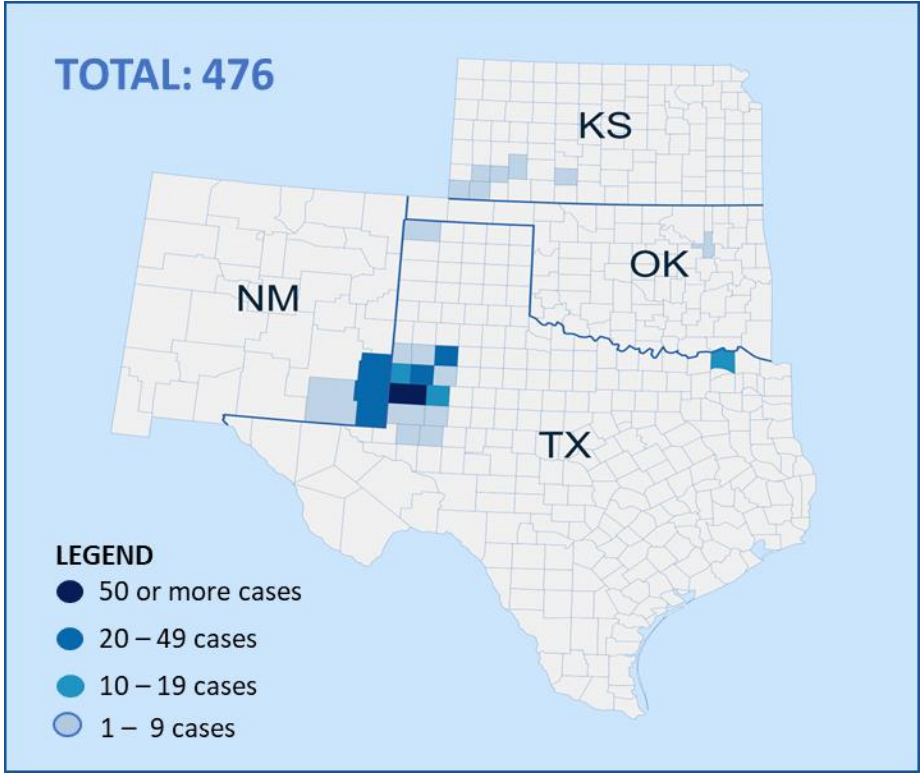 TOTAL: 476
KS
OK
NM
TX
LEGEND
50 or more cases
20 – 49 cases
10 – 19 cases
1 –  9 cases